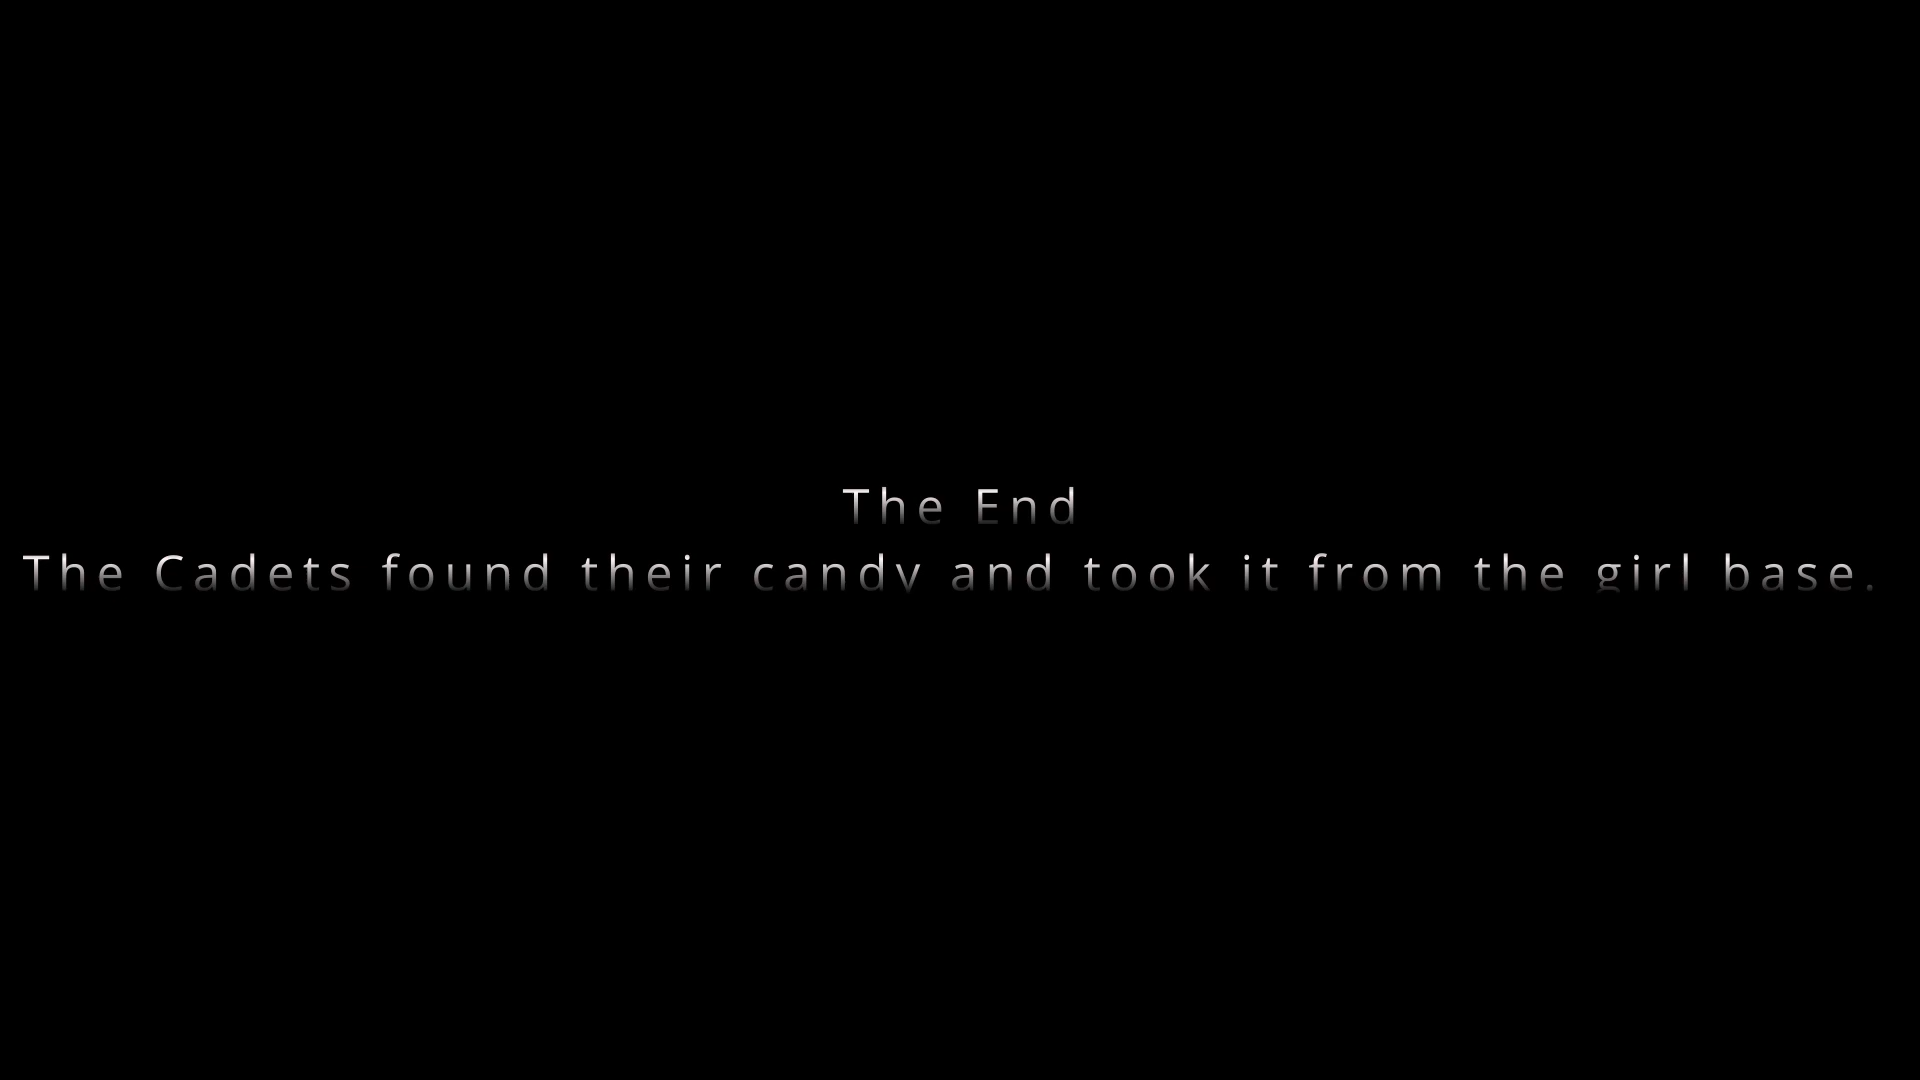 The End
The Cadets found their candy and took it from the girl base.